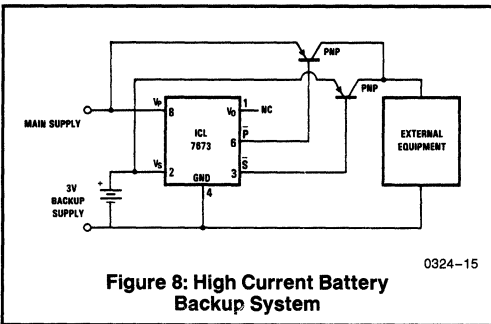 PNP
PNP
Vp
8
1
Vo
NC
MAIN SUPPLY
ICL
7673
6
P̅
EXTERNAL
EQUIPMENT
Vs
2
3
S̅
GND
4
+
3V
BACKUP
SUPPLY
0324–15
Figure 8: High Current Battery
Backup System